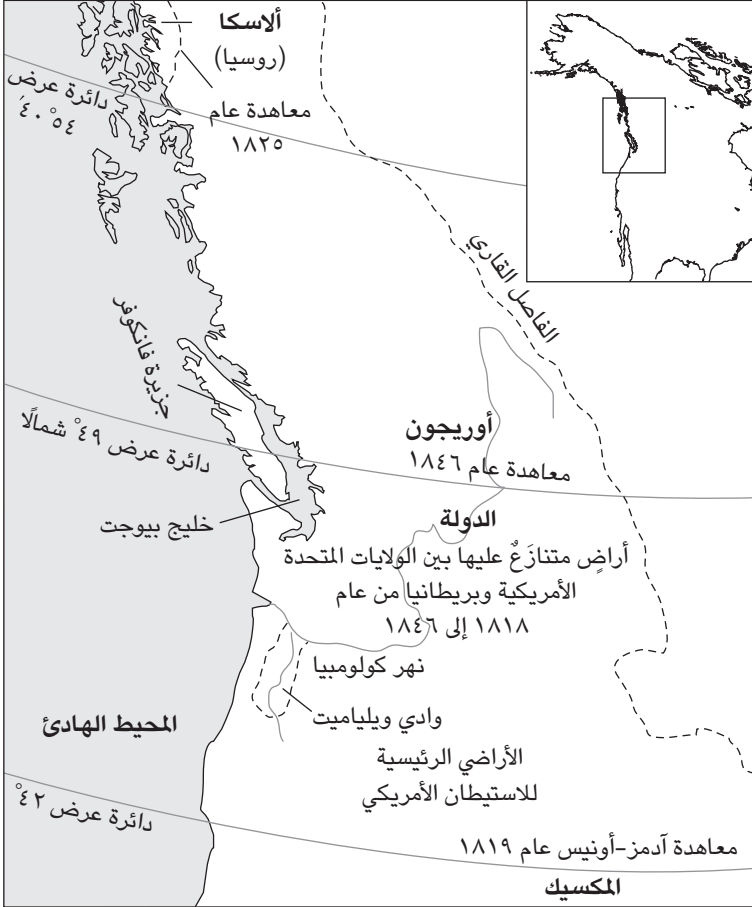 ألاسكا
(روسيا)
معاهدة عام
١٨٢٥
دائرة عرض
٥٤° ٤٠′
الفاصل القاري
جزيرة فانكوفر
أوريجون
معاهدة عام ١٨٤٦
دائرة عرض ٤٩° شمالًا
الدولة
خليج بيوجت
أراضٍ متنازَعٌ عليها بين الولايات المتحدة
الأمريكية وبريطانيا من عام
١٨١٨ إلى ١٨٤٦
نهر كولومبيا
وادي ويلياميت
المحيط الهادئ
الأراضي الرئيسية
للاستيطان الأمريكي
دائرة عرض ٤٢°
معاهدة آدمز–أونيس عام ١٨١٩
المكسيك